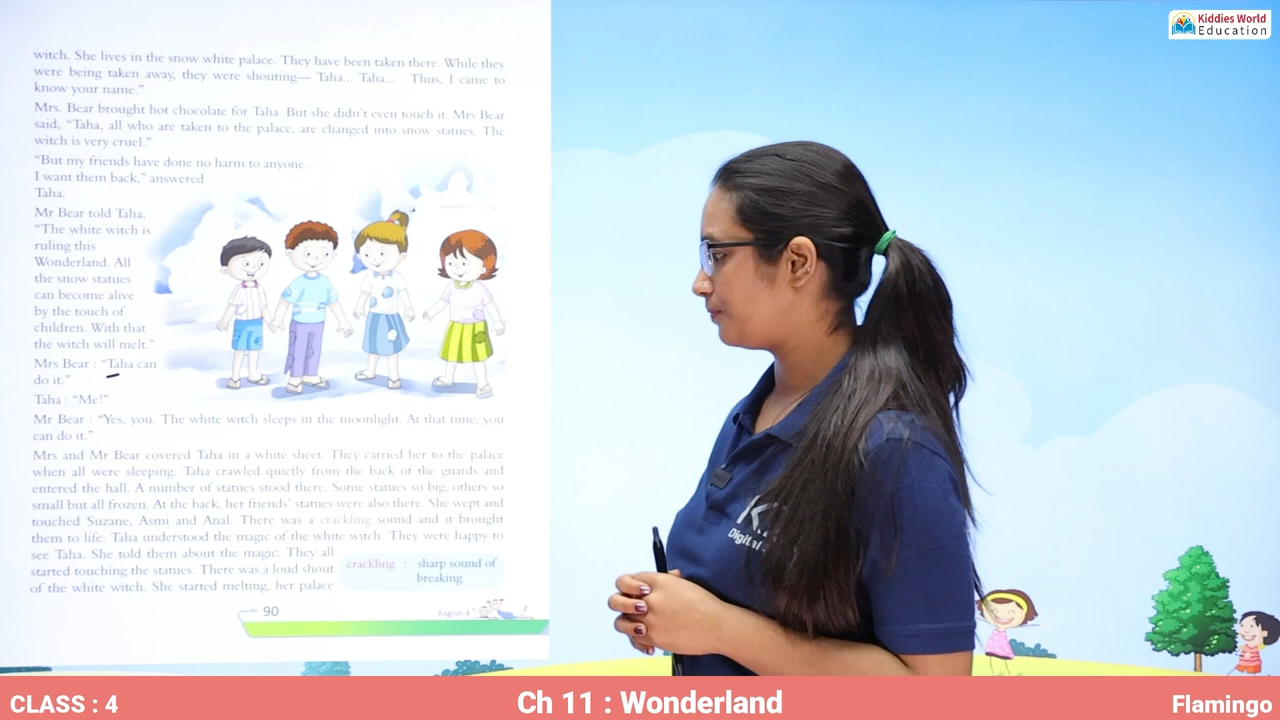 witch. She lives in the snow white palace. They have been taken there. While they
were being taken away, they were shouting— Taha... Taha... . Thus, I came to
know your name.”
Mrs. Bear brought hot chocolate for Taha. But she didn’t even touch it. Mrs Bear
said, “Taha, all who are taken to the palace, are changed into snow statues. The
witch is very cruel.”
“But my friends have done no harm to anyone.
I want them back,” answered
Taha.
Mr Bear told Taha,
“The white witch is
ruling this
Wonderland. All
the snow statues
can become alive
by the touch of
children. With that
the witch will melt.”
Mrs Bear : “Taha can
do it.”
Taha : “Me!”
Mr Bear : “Yes, you. The white witch sleeps in the moonlight. At that time, you
can do it.”
Mrs and Mr Bear covered Taha in a white sheet. They carried her to the palace
when all were sleeping. Taha crawled quietly from the back of the guards and
entered the hall. A number of statues stood there. Some statues so big, others so
small but all frozen. At the back, her friends’ statues were also there. She wept and
touched Suzane, Asmi and Anal. There was a crackling sound and it brought
them to life. Taha understood the magic of the white witch. They were happy to
see Taha. She told them about the magic. They all
started touching the statues. There was a loud shout
of the white witch. She started melting, her palace
crackling : sharp sound of
breaking
90
English-4
Kiddies World
Education
Digital
CLASS : 4
Ch 11 : Wonderland
Flamingo